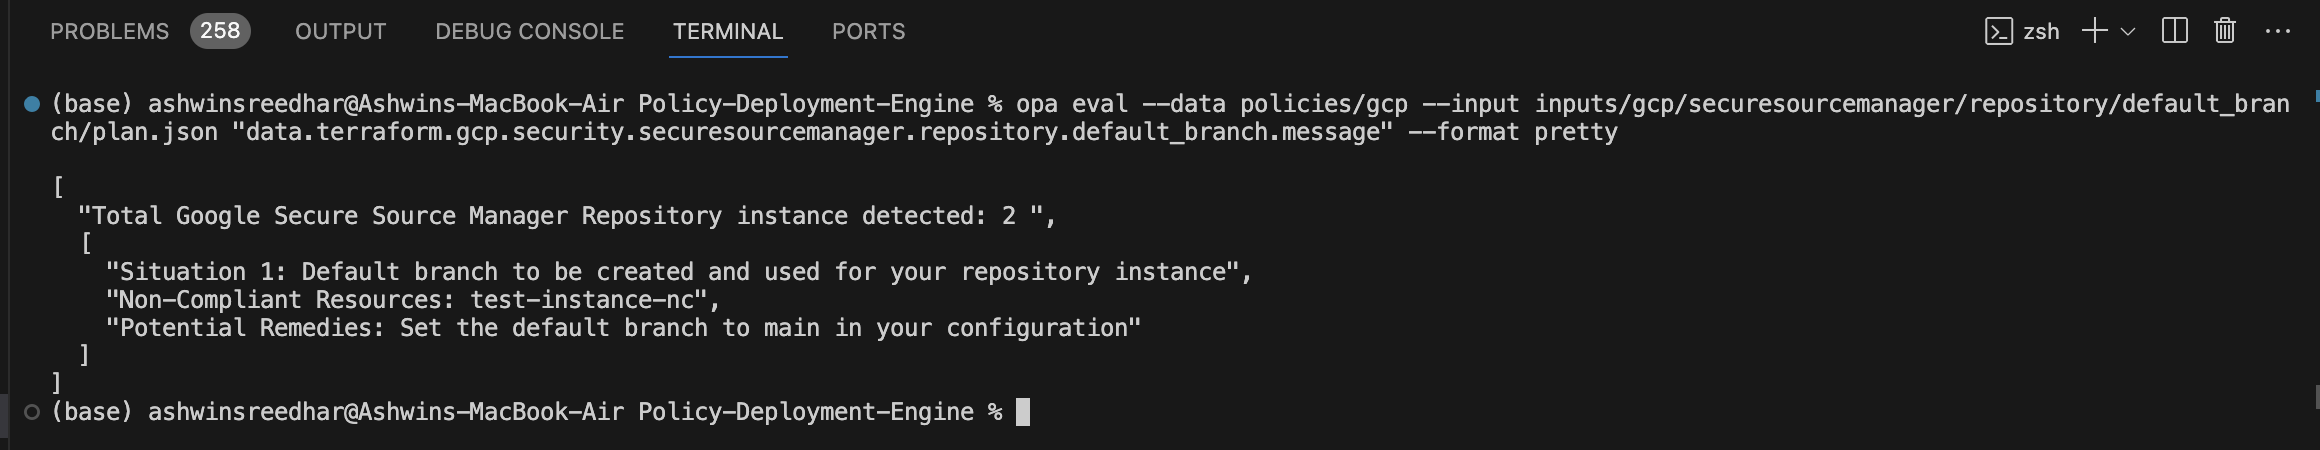 PROBLEMS 258 OUTPUT DEBUG CONSOLE TERMINAL PORTS zsh
(base) ashwinsreedhar@Ashwins-MacBook-Air Policy-Deployment-Engine % opa eval --data policies/gcp --input inputs/gcp/securesourcemanager/repository/default_bran
ch/plan.json "data.terraform.gcp.security.securesourcemanager.repository.default_branch.message" --format pretty
[
"Total Google Secure Source Manager Repository instance detected: 2 ",
[
"Situation 1: Default branch to be created and used for your repository instance",
"Non-Compliant Resources: test-instance-nc",
"Potential Remedies: Set the default branch to main in your configuration"
]
]
(base) ashwinsreedhar@Ashwins-MacBook-Air Policy-Deployment-Engine %